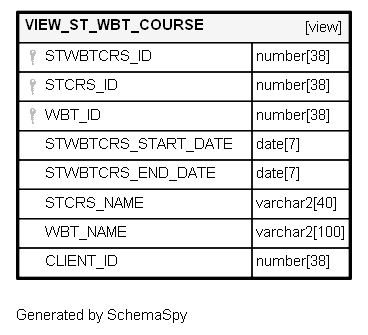 VIEW_ST_WBT_COURSE [view]
STWBTCRS_ID number[38]
STCRS_ID number[38]
WBT_ID number[38]
STWBTCRS_START_DATE date[7]
STWBTCRS_END_DATE date[7]
STCRS_NAME varchar2[40]
WBT_NAME varchar2[100]
CLIENT_ID number[38]
Generated by SchemaSpy